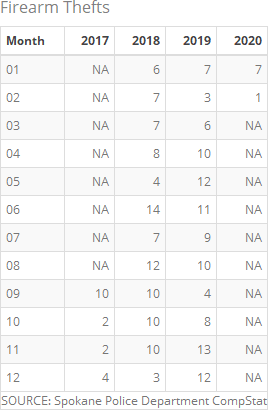 Firearm Thefts
Month 2017 2018 2019 2020
01 NA 6 7 7
02 NA 7 3 1
03 NA 7 6 NA
04 NA 8 10 NA
05 NA 4 12 NA
06 NA 14 11 NA
07 NA 7 9 NA
08 NA 12 10 NA
09 10 10 4 NA
10 2 10 8 NA
11 2 10 13 NA
12 4 3 12 NA
SOURCE: Spokane Police Department CompStat